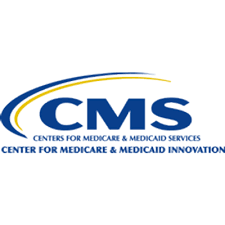 CMS
CENTERS FOR MEDICARE & MEDICAID SERVICES
CENTER FOR MEDICARE & MEDICAID INNOVATION